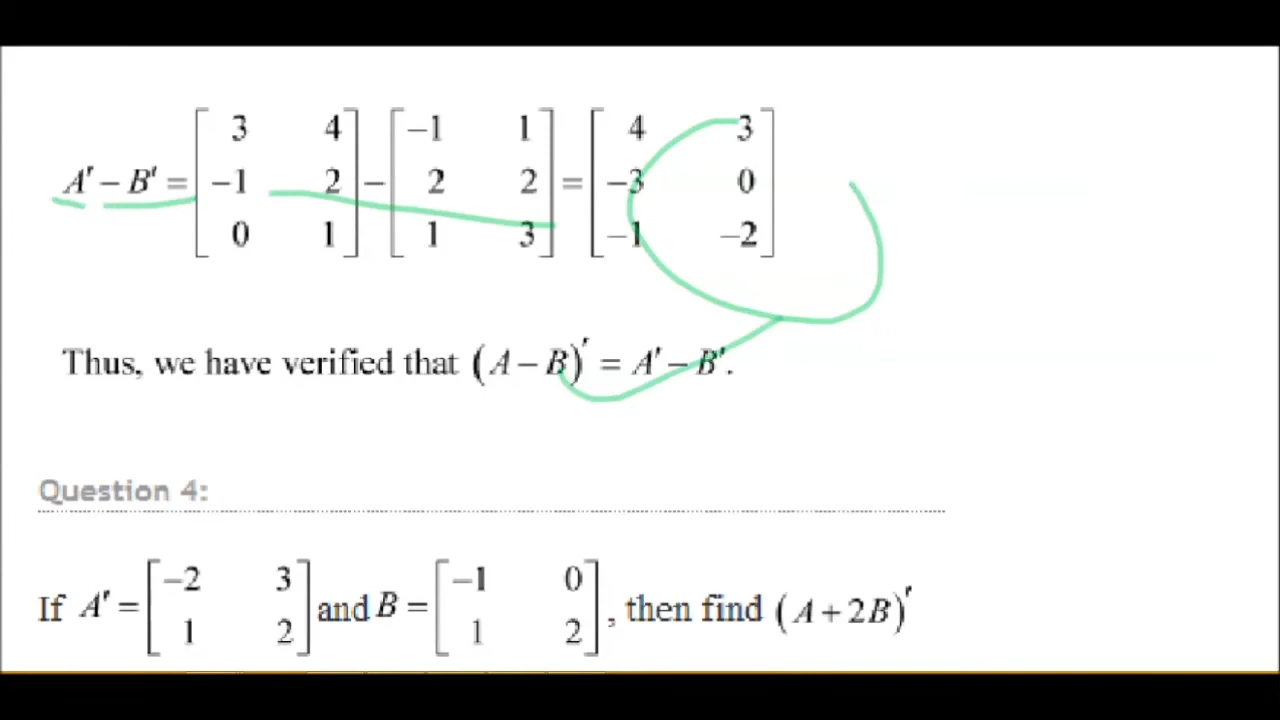 A′ − B′ = [ 3 4 ; −1 2 ; 0 1 ] − [ −1 1 ; 2 2 ; 1 3 ] = [ 4 3 ; −3 0 ; −1 −2 ]
Thus, we have verified that (A − B)′ = A′ − B′.
Question 4:
If A′ = [ −2 3 ; 1 2 ] and B = [ −1 0 ; 1 2 ] , then find (A + 2B)′